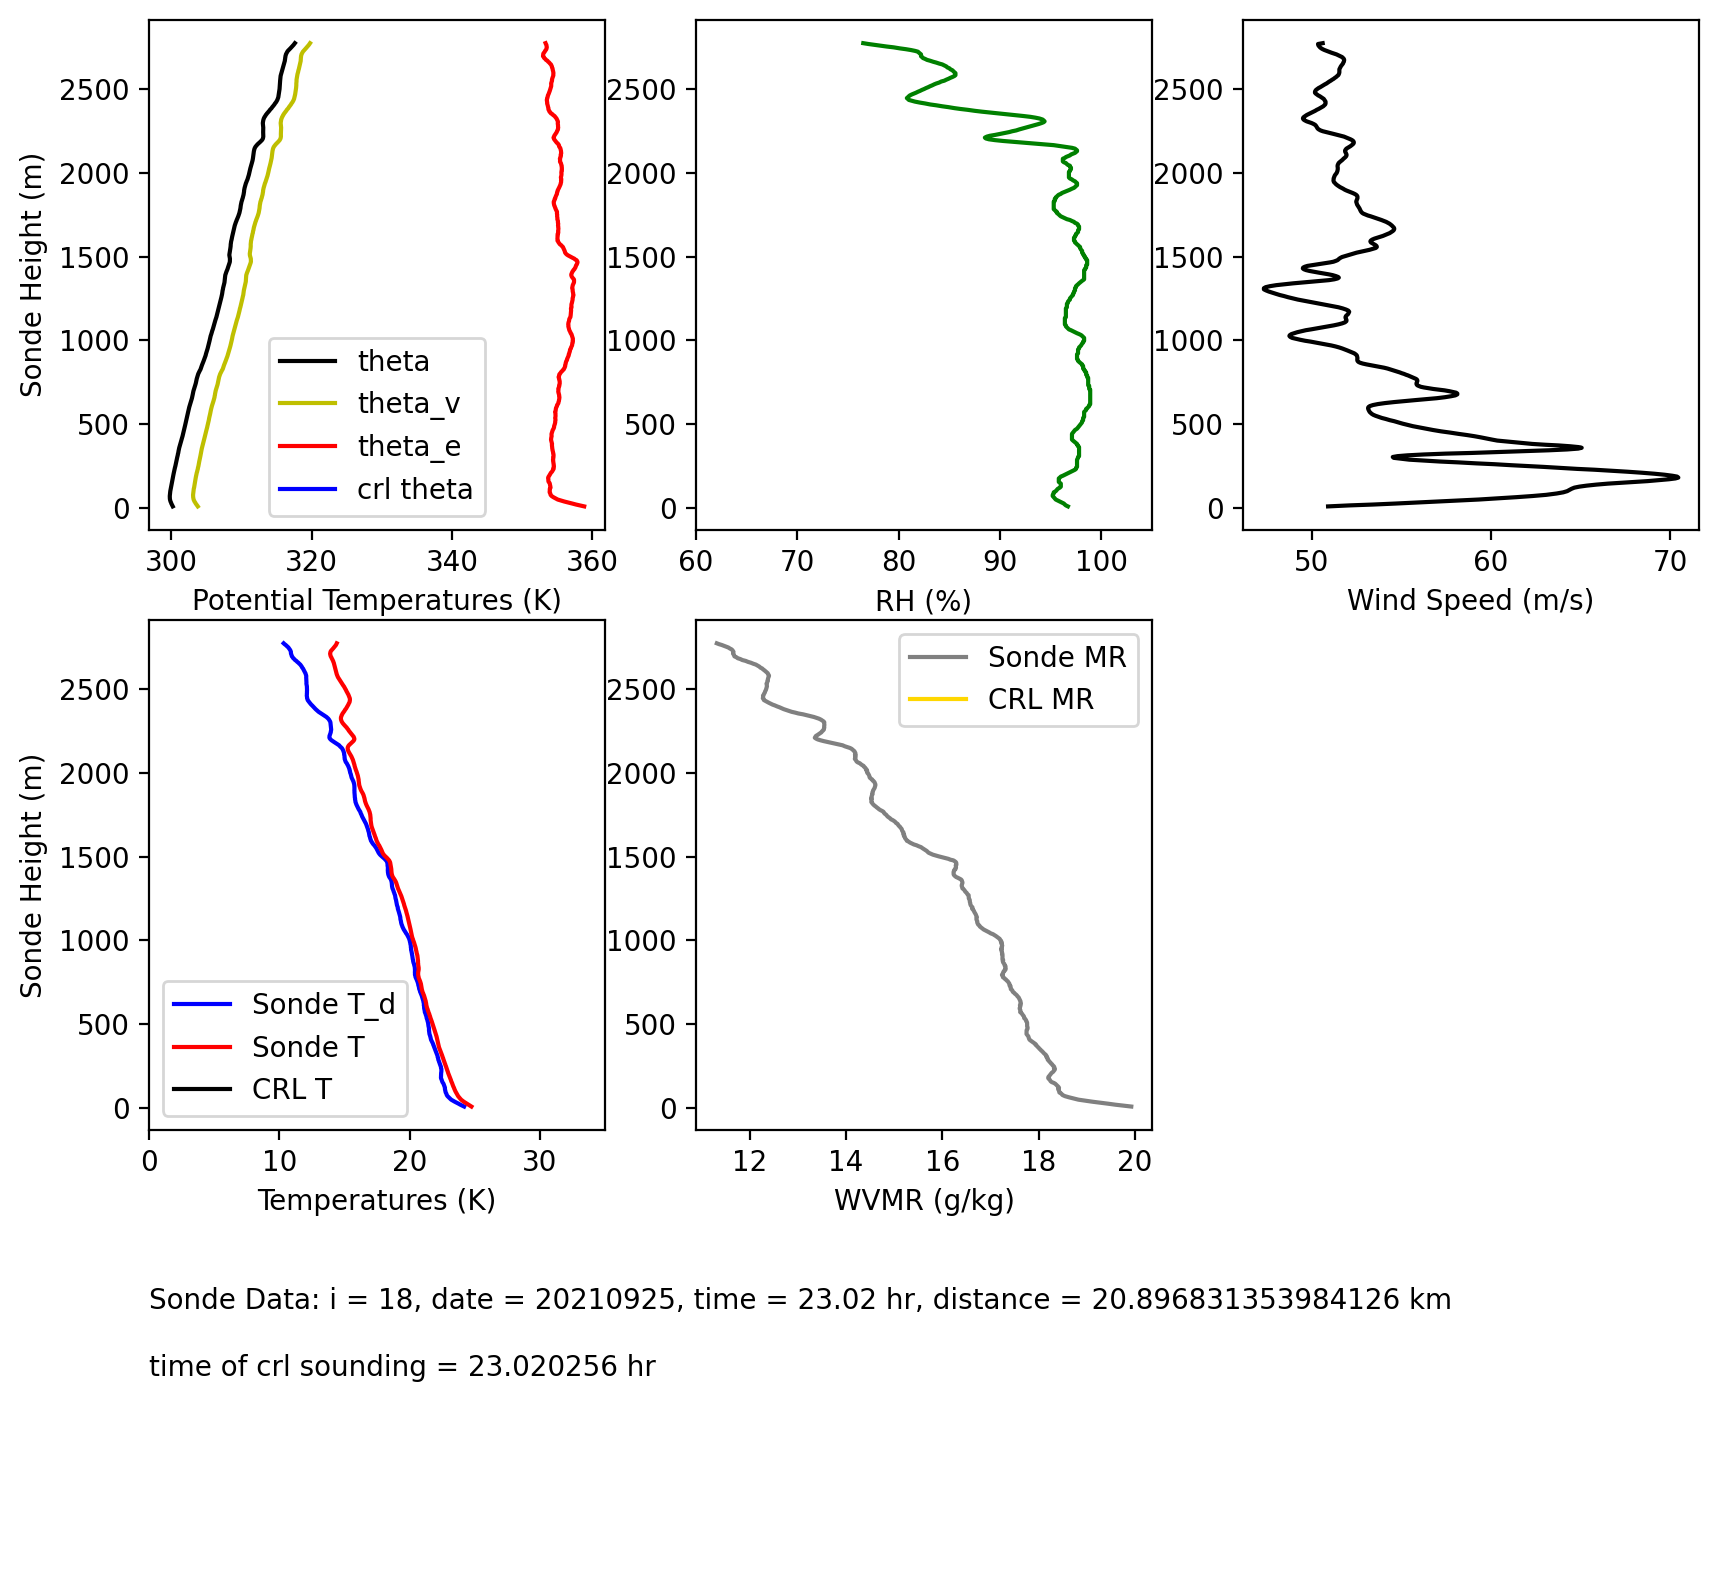 Sonde Height (m)
2500
2000
1500
1000
500
0
300
320
340
360
Potential Temperatures (K)
theta
theta_v
theta_e
crl theta
2500
2000
1500
1000
500
0
60
70
80
90
100
RH (%)
2500
2000
1500
1000
500
0
50
60
70
Wind Speed (m/s)
Sonde Height (m)
2500
2000
1500
1000
500
0
0
10
20
30
Temperatures (K)
Sonde T_d
Sonde T
CRL T
2500
2000
1500
1000
500
0
12
14
16
18
20
WVMR (g/kg)
Sonde MR
CRL MR
Sonde Data: i = 18, date = 20210925, time = 23.02 hr, distance = 20.896831353984126 km
time of crl sounding = 23.020256 hr